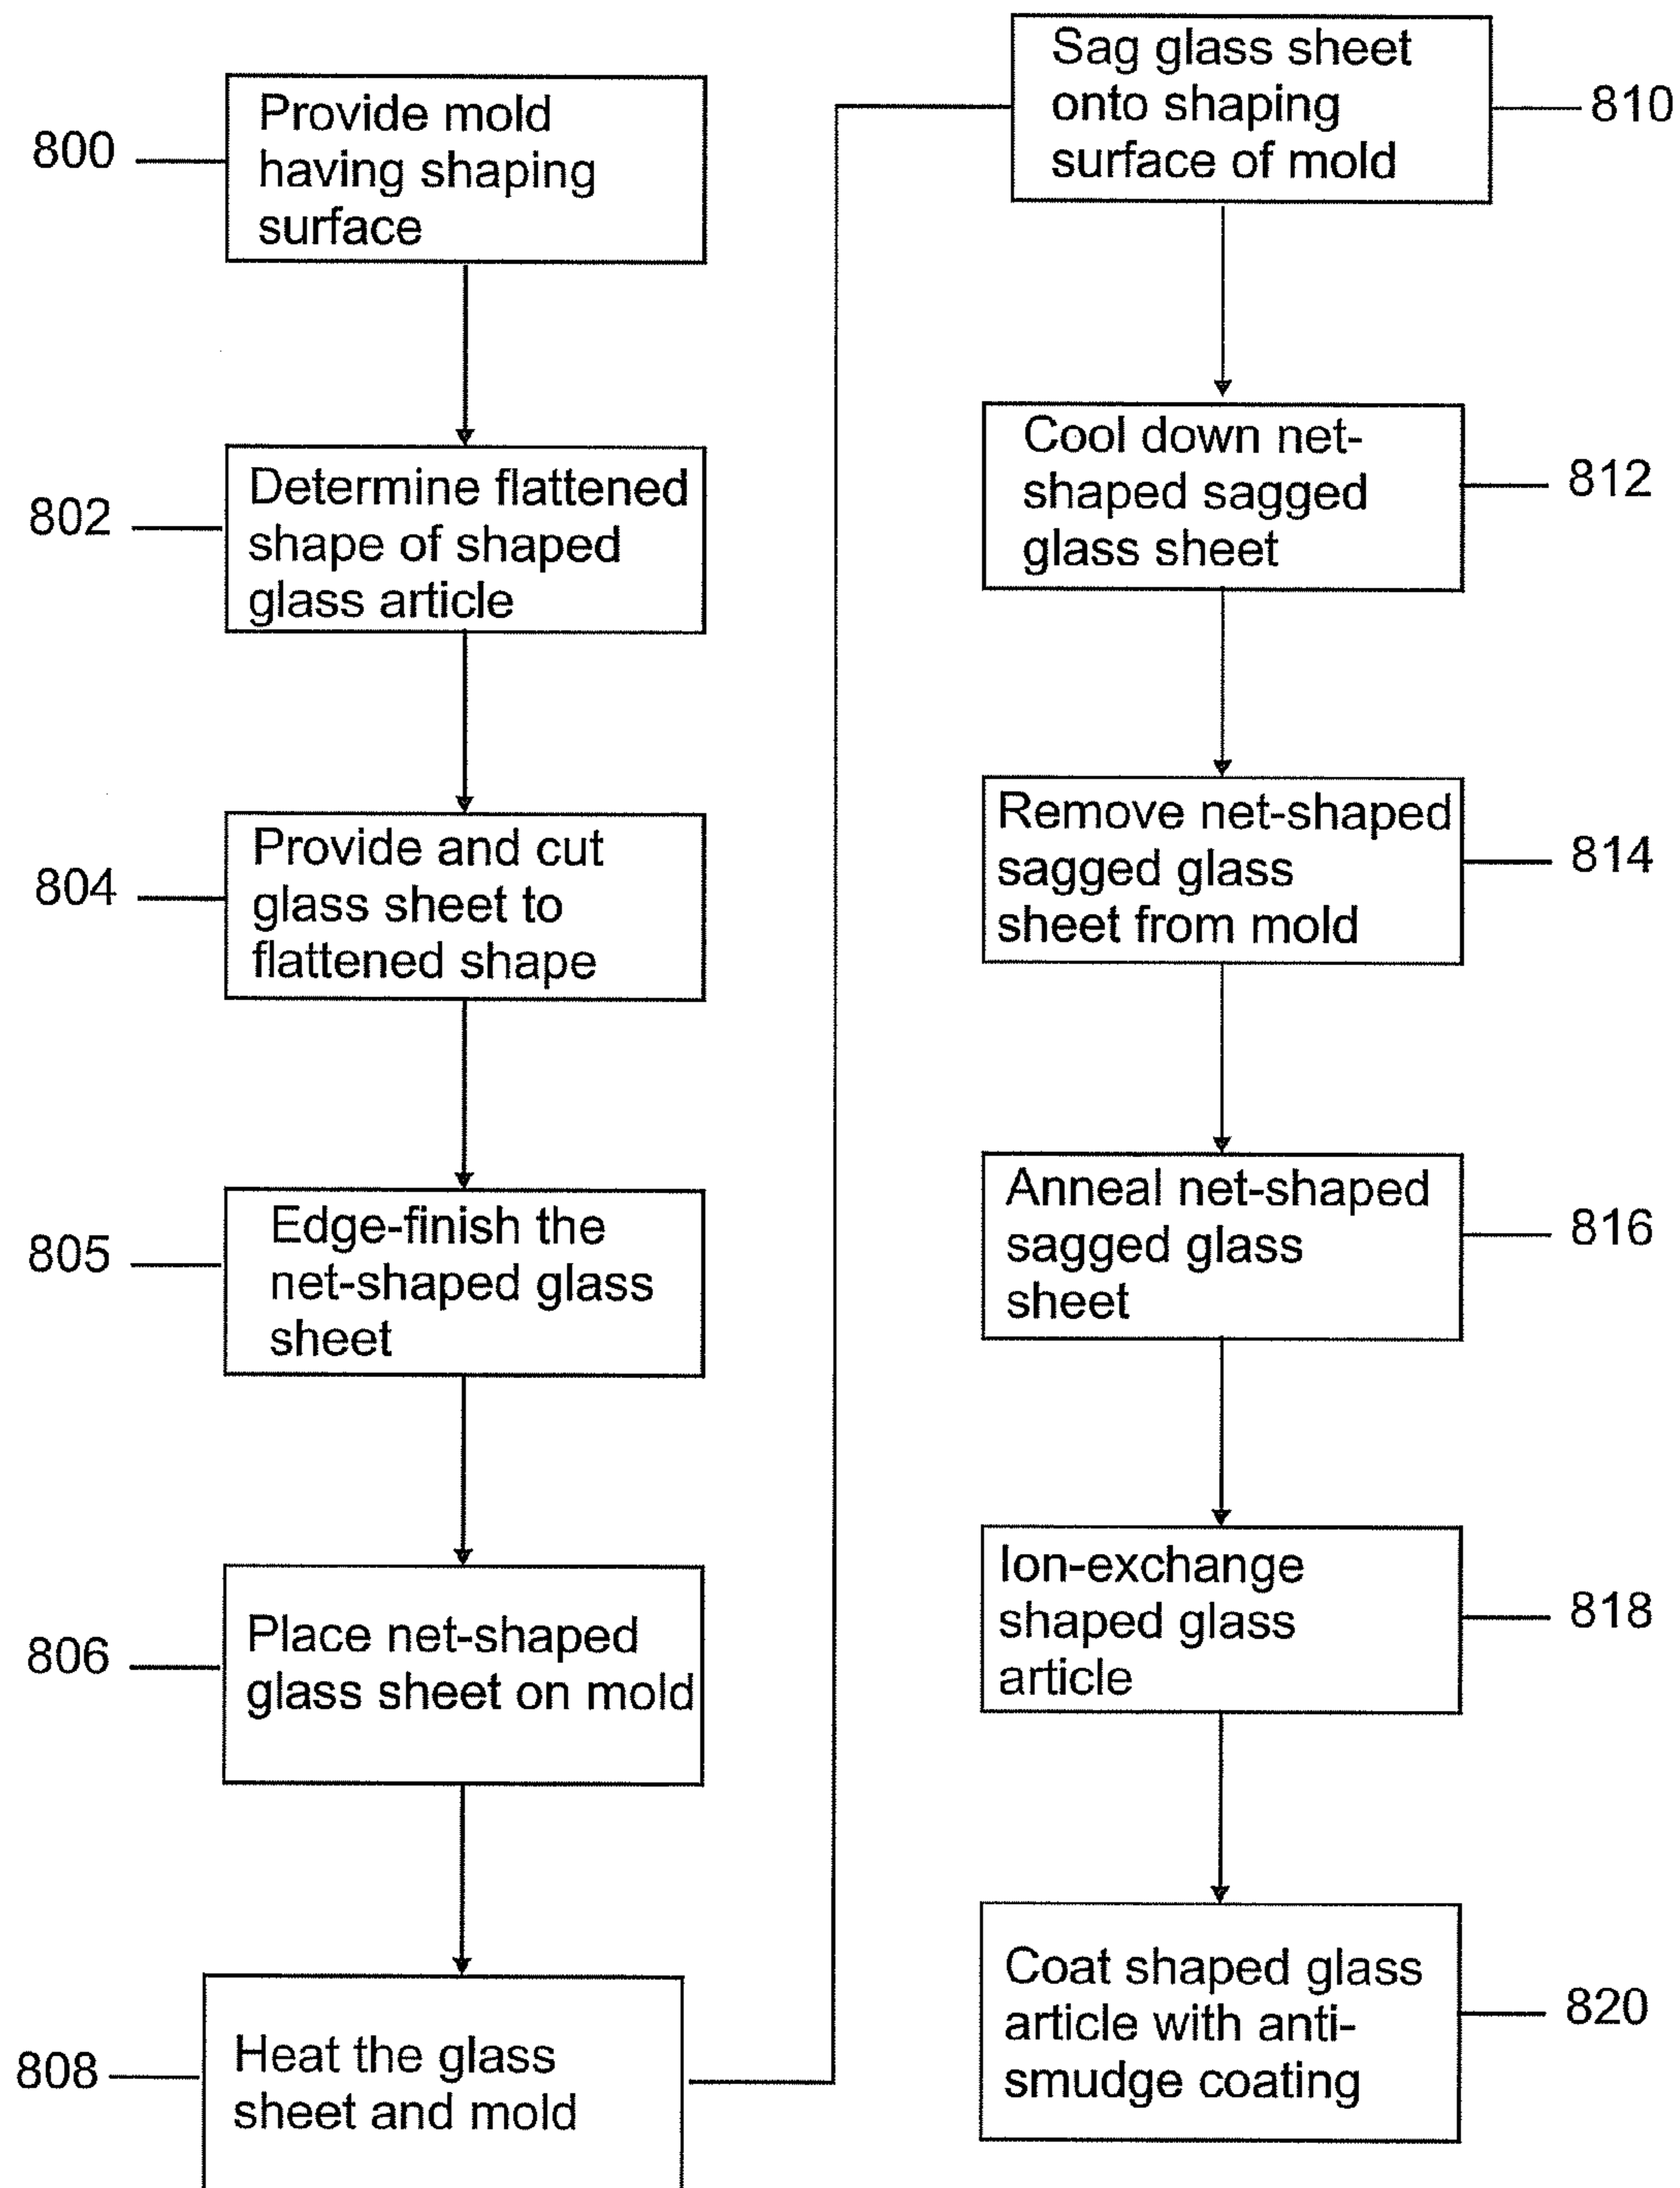 800
Provide mold
having shaping
surface
802
Determine flattened
shape of shaped
glass article
804
Provide and cut
glass sheet to
flattened shape
805
Edge-finish the
net-shaped glass
sheet
806
Place net-shaped
glass sheet on mold
808
Heat the glass
sheet and mold
Sag glass sheet
onto shaping
surface of mold
810
Cool down net-
shaped sagged
glass sheet
812
Remove net-shaped
sagged glass
sheet from mold
814
Anneal net-shaped
sagged glass
sheet
816
Ion-exchange
shaped glass
article
818
Coat shaped glass
article with anti-
smudge coating
820